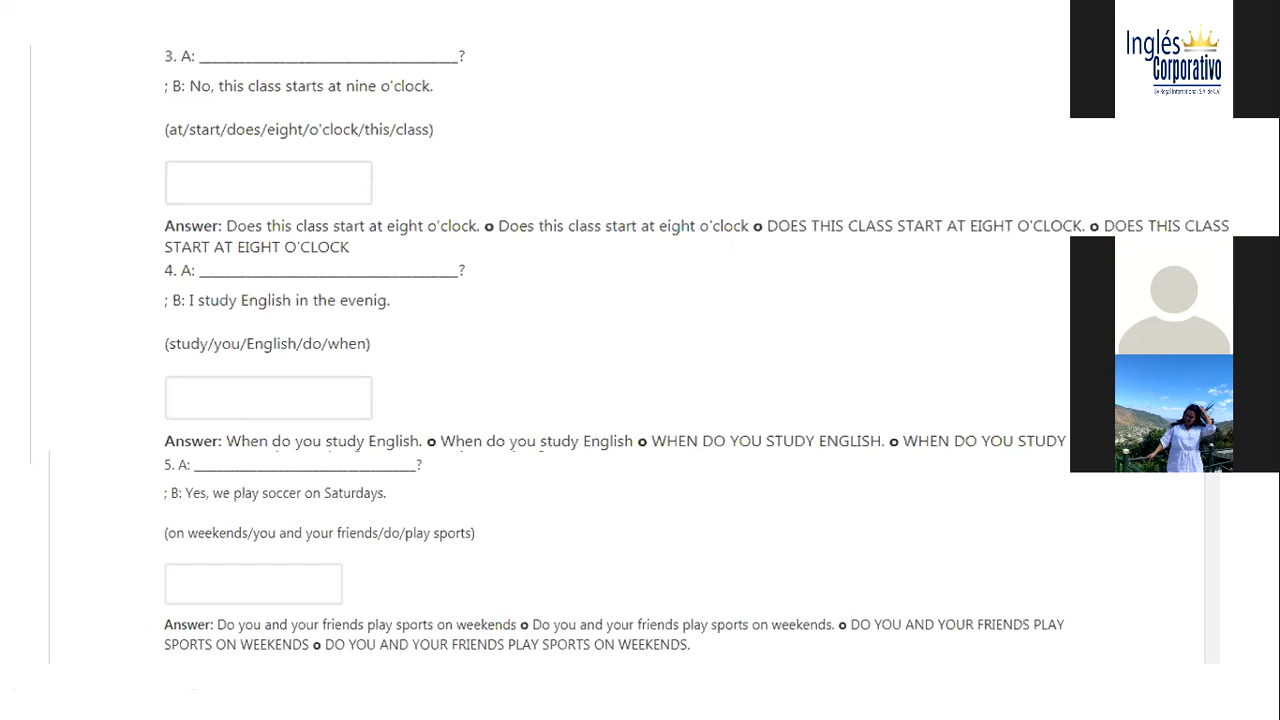 Inglés
Corporativo
By Regal International S.A. de C.V.
3. A: ___________________________________?
; B: No, this class starts at nine o'clock.
(at/start/does/eight/o'clock/this/class)
Answer: Does this class start at eight o'clock. o Does this class start at eight o'clock o DOES THIS CLASS START AT EIGHT O'CLOCK. o DOES THIS CLASS
START AT EIGHT O'CLOCK
4. A: ___________________________________?
; B: I study English in the evenig.
(study/you/English/do/when)
Answer: When do you study English. o When do you study English o WHEN DO YOU STUDY ENGLISH. o WHEN DO YOU STUDY
5. A: ________________________________?
; B: Yes, we play soccer on Saturdays.
(on weekends/you and your friends/do/play sports)
Answer: Do you and your friends play sports on weekends o Do you and your friends play sports on weekends. o DO YOU AND YOUR FRIENDS PLAY
SPORTS ON WEEKENDS o DO YOU AND YOUR FRIENDS PLAY SPORTS ON WEEKENDS.